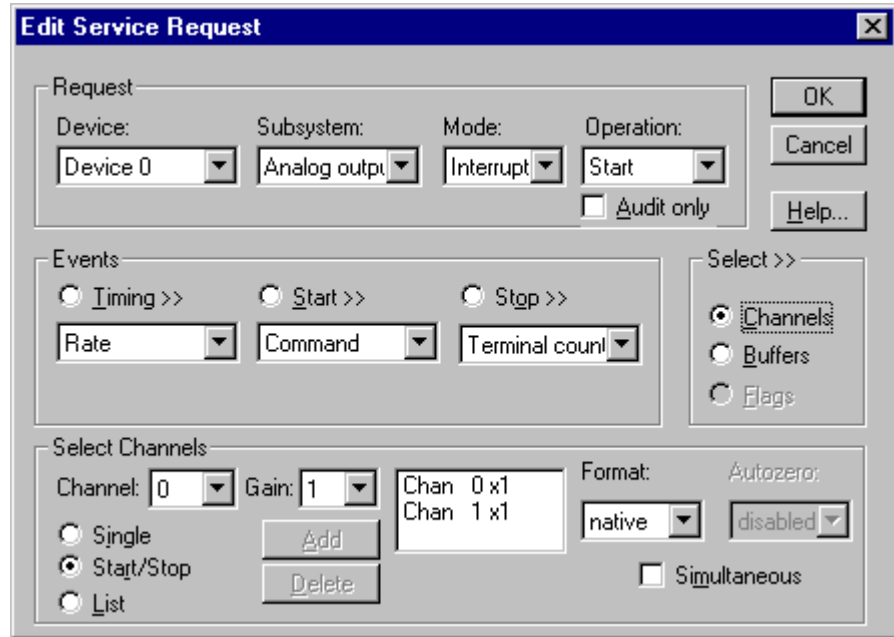 Edit Service Request
Request
Device:
Subsystem:
Mode:
Operation:
Device 0
Analog outpu
Interrupt
Start
Audit only
OK
Cancel
Help...
Events
Timing >>
Start >>
Stop >>
Rate
Command
Terminal count
Select >>
Channels
Buffers
Flags
Select Channels
Channel: 0
Gain: 1
Chan 0 x1
Chan 1 x1
Format:
Autozero:
native
disabled
Single
Start/Stop
List
Add
Delete
Simultaneous